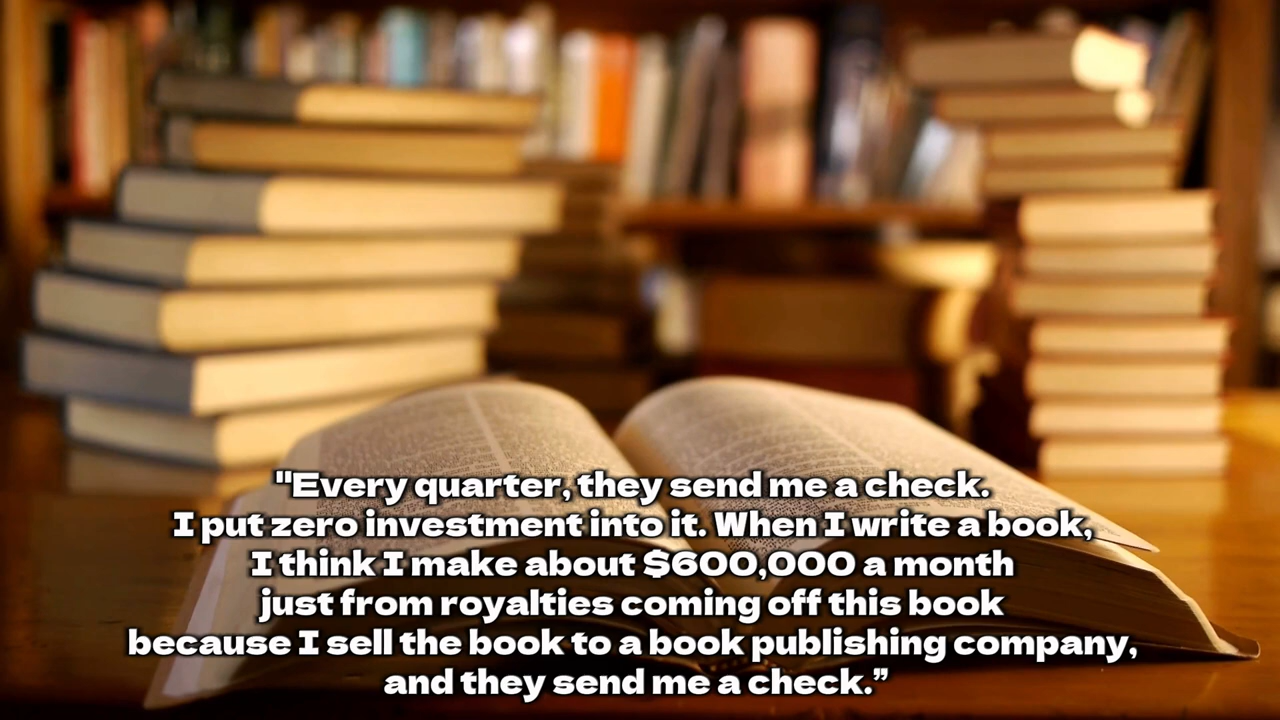 "Every quarter, they send me a check.
I put zero investment into it. When I write a book,
I think I make about $600,000 a month
just from royalties coming off this book
because I sell the book to a book publishing company,
and they send me a check.”